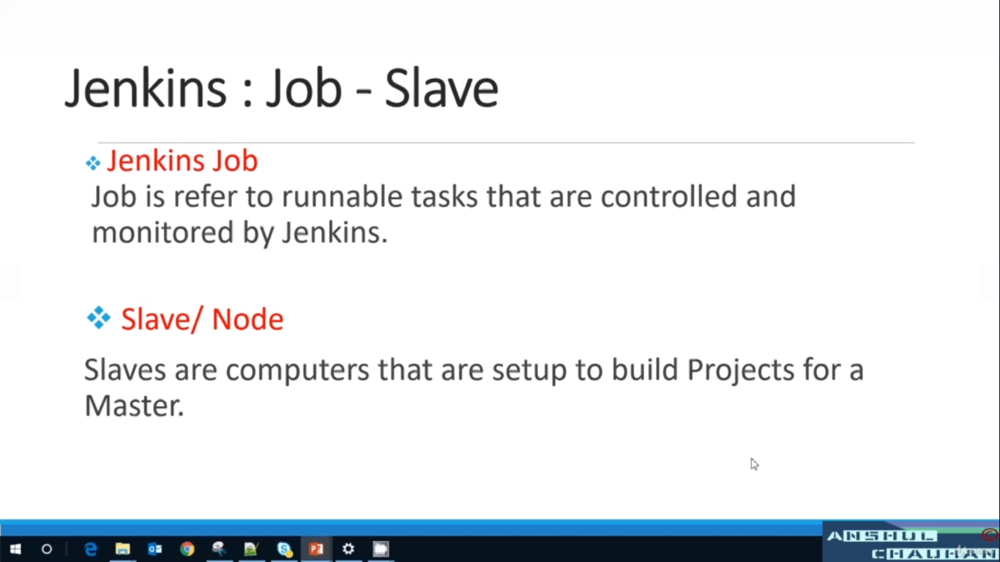 Jenkins : Job - Slave
Jenkins Job
Job is refer to runnable tasks that are controlled and
monitored by Jenkins.
Slave/ Node
Slaves are computers that are setup to build Projects for a
Master.
ANSHUL
CHAUHAN